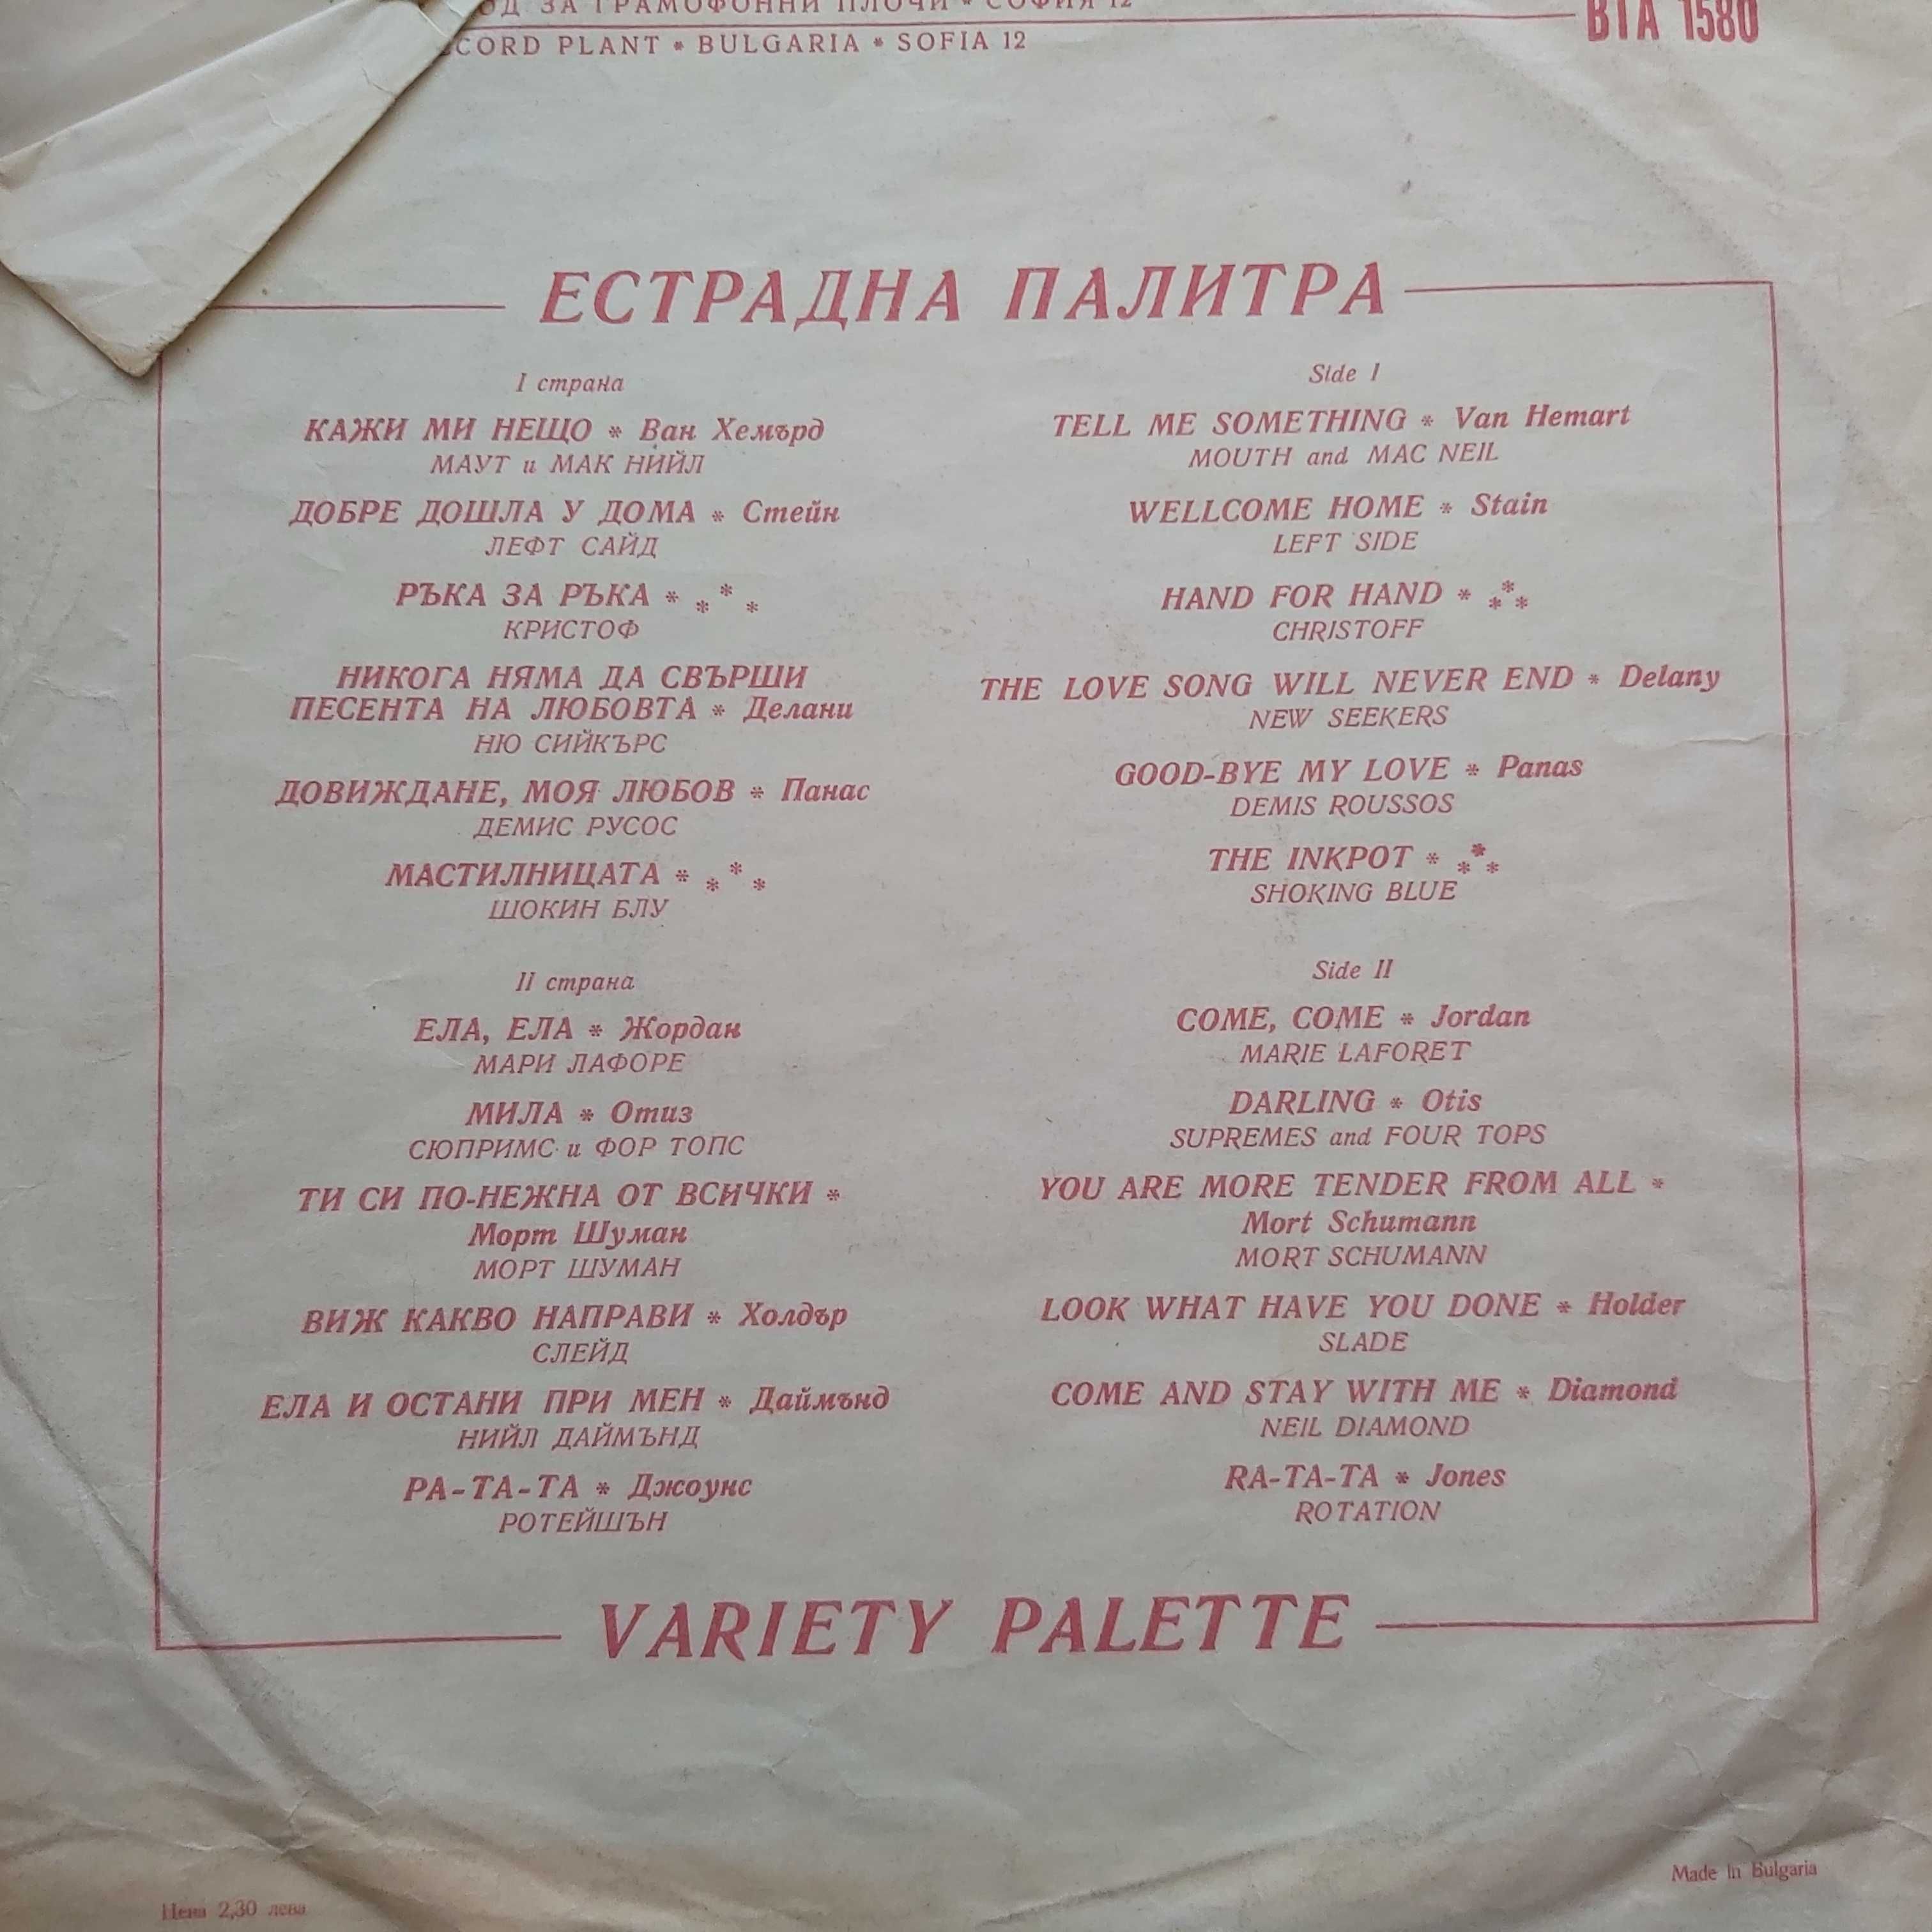 ЗА ГРАМОФОННИ ПЛОЧИ * СОФИЯ 12
PLANT * BULGARIA * SOFIA 12
ВТА 1580
ЕСТРАДНА ПАЛИТРА
I страна
КАЖИ МИ НЕЩО * Ван Хемърд
МАУТ и МАК НИЙЛ
ДОБРЕ ДОШЛА У ДОМА * Стейн
ЛЕФТ САЙД
РЪКА ЗА РЪКА * ***
КРИСТОФ
НИКОГА НЯМА ДА СВЪРШИ
ПЕСЕНТА НА ЛЮБОВТА * Делани
НЮ СИЙКЪРС
ДОВИЖДАНЕ, МОЯ ЛЮБОВ * Панас
ДЕМИС РУСОС
МАСТИЛНИЦАТА * ***
ШОКИН БЛУ
II страна
ЕЛА, ЕЛА * Жордан
МАРИ ЛАФОРЕ
МИЛА * Отиз
СЮПРИМС и ФОР ТОПС
ТИ СИ ПО-НЕЖНА ОТ ВСИЧКИ *
Морт Шуман
МОРТ ШУМАН
ВИЖ КАКВО НАПРАВИ * Холдър
СЛЕЙД
ЕЛА И ОСТАНИ ПРИ МЕН * Даймънд
НИЙЛ ДАЙМЪНД
РА-ТА-ТА * Джоунс
РОТЕЙШЪН
Side I
TELL ME SOMETHING * Van Hemart
MOUTH and MAC NEIL
WELLCOME HOME * Stain
LEFT SIDE
HAND FOR HAND * ***
CHRISTOFF
THE LOVE SONG WILL NEVER END * Delany
NEW SEEKERS
GOOD-BYE MY LOVE * Panas
DEMIS ROUSSOS
THE INKPOT * ***
SHOKING BLUE
Side II
COME, COME * Jordan
MARIE LAFORET
DARLING * Otis
SUPREMES and FOUR TOPS
YOU ARE MORE TENDER FROM ALL *
Mort Schumann
MORT SCHUMANN
LOOK WHAT HAVE YOU DONE * Holder
SLADE
COME AND STAY WITH ME * Diamond
NEIL DIAMOND
RA-TA-TA * Jones
ROTATION
VARIETY PALETTE
Цена 2,30 лева
Made in Bulgaria